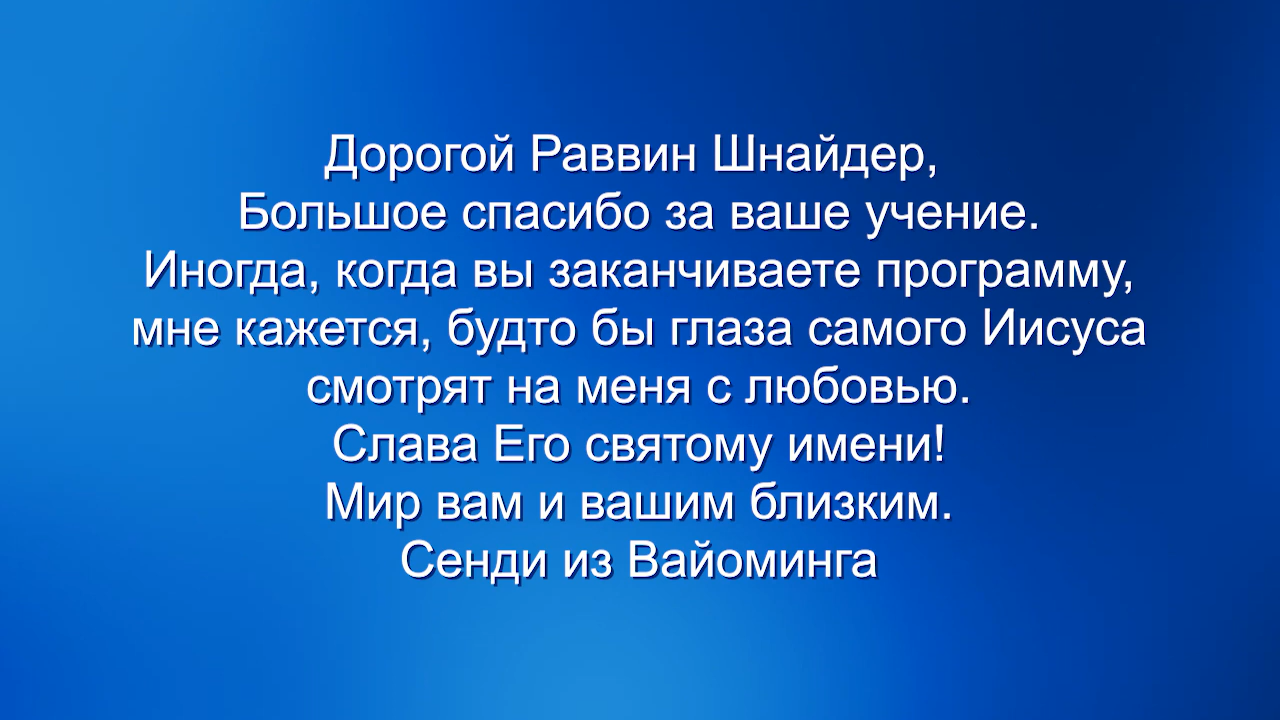 Дорогой Раввин Шнайдер,
Большое спасибо за ваше учение.
Иногда, когда вы заканчиваете программу,
мне кажется, будто бы глаза самого Иисуса
смотрят на меня с любовью.
Слава Его святому имени!
Мир вам и вашим близким.
Сенди из Вайоминга